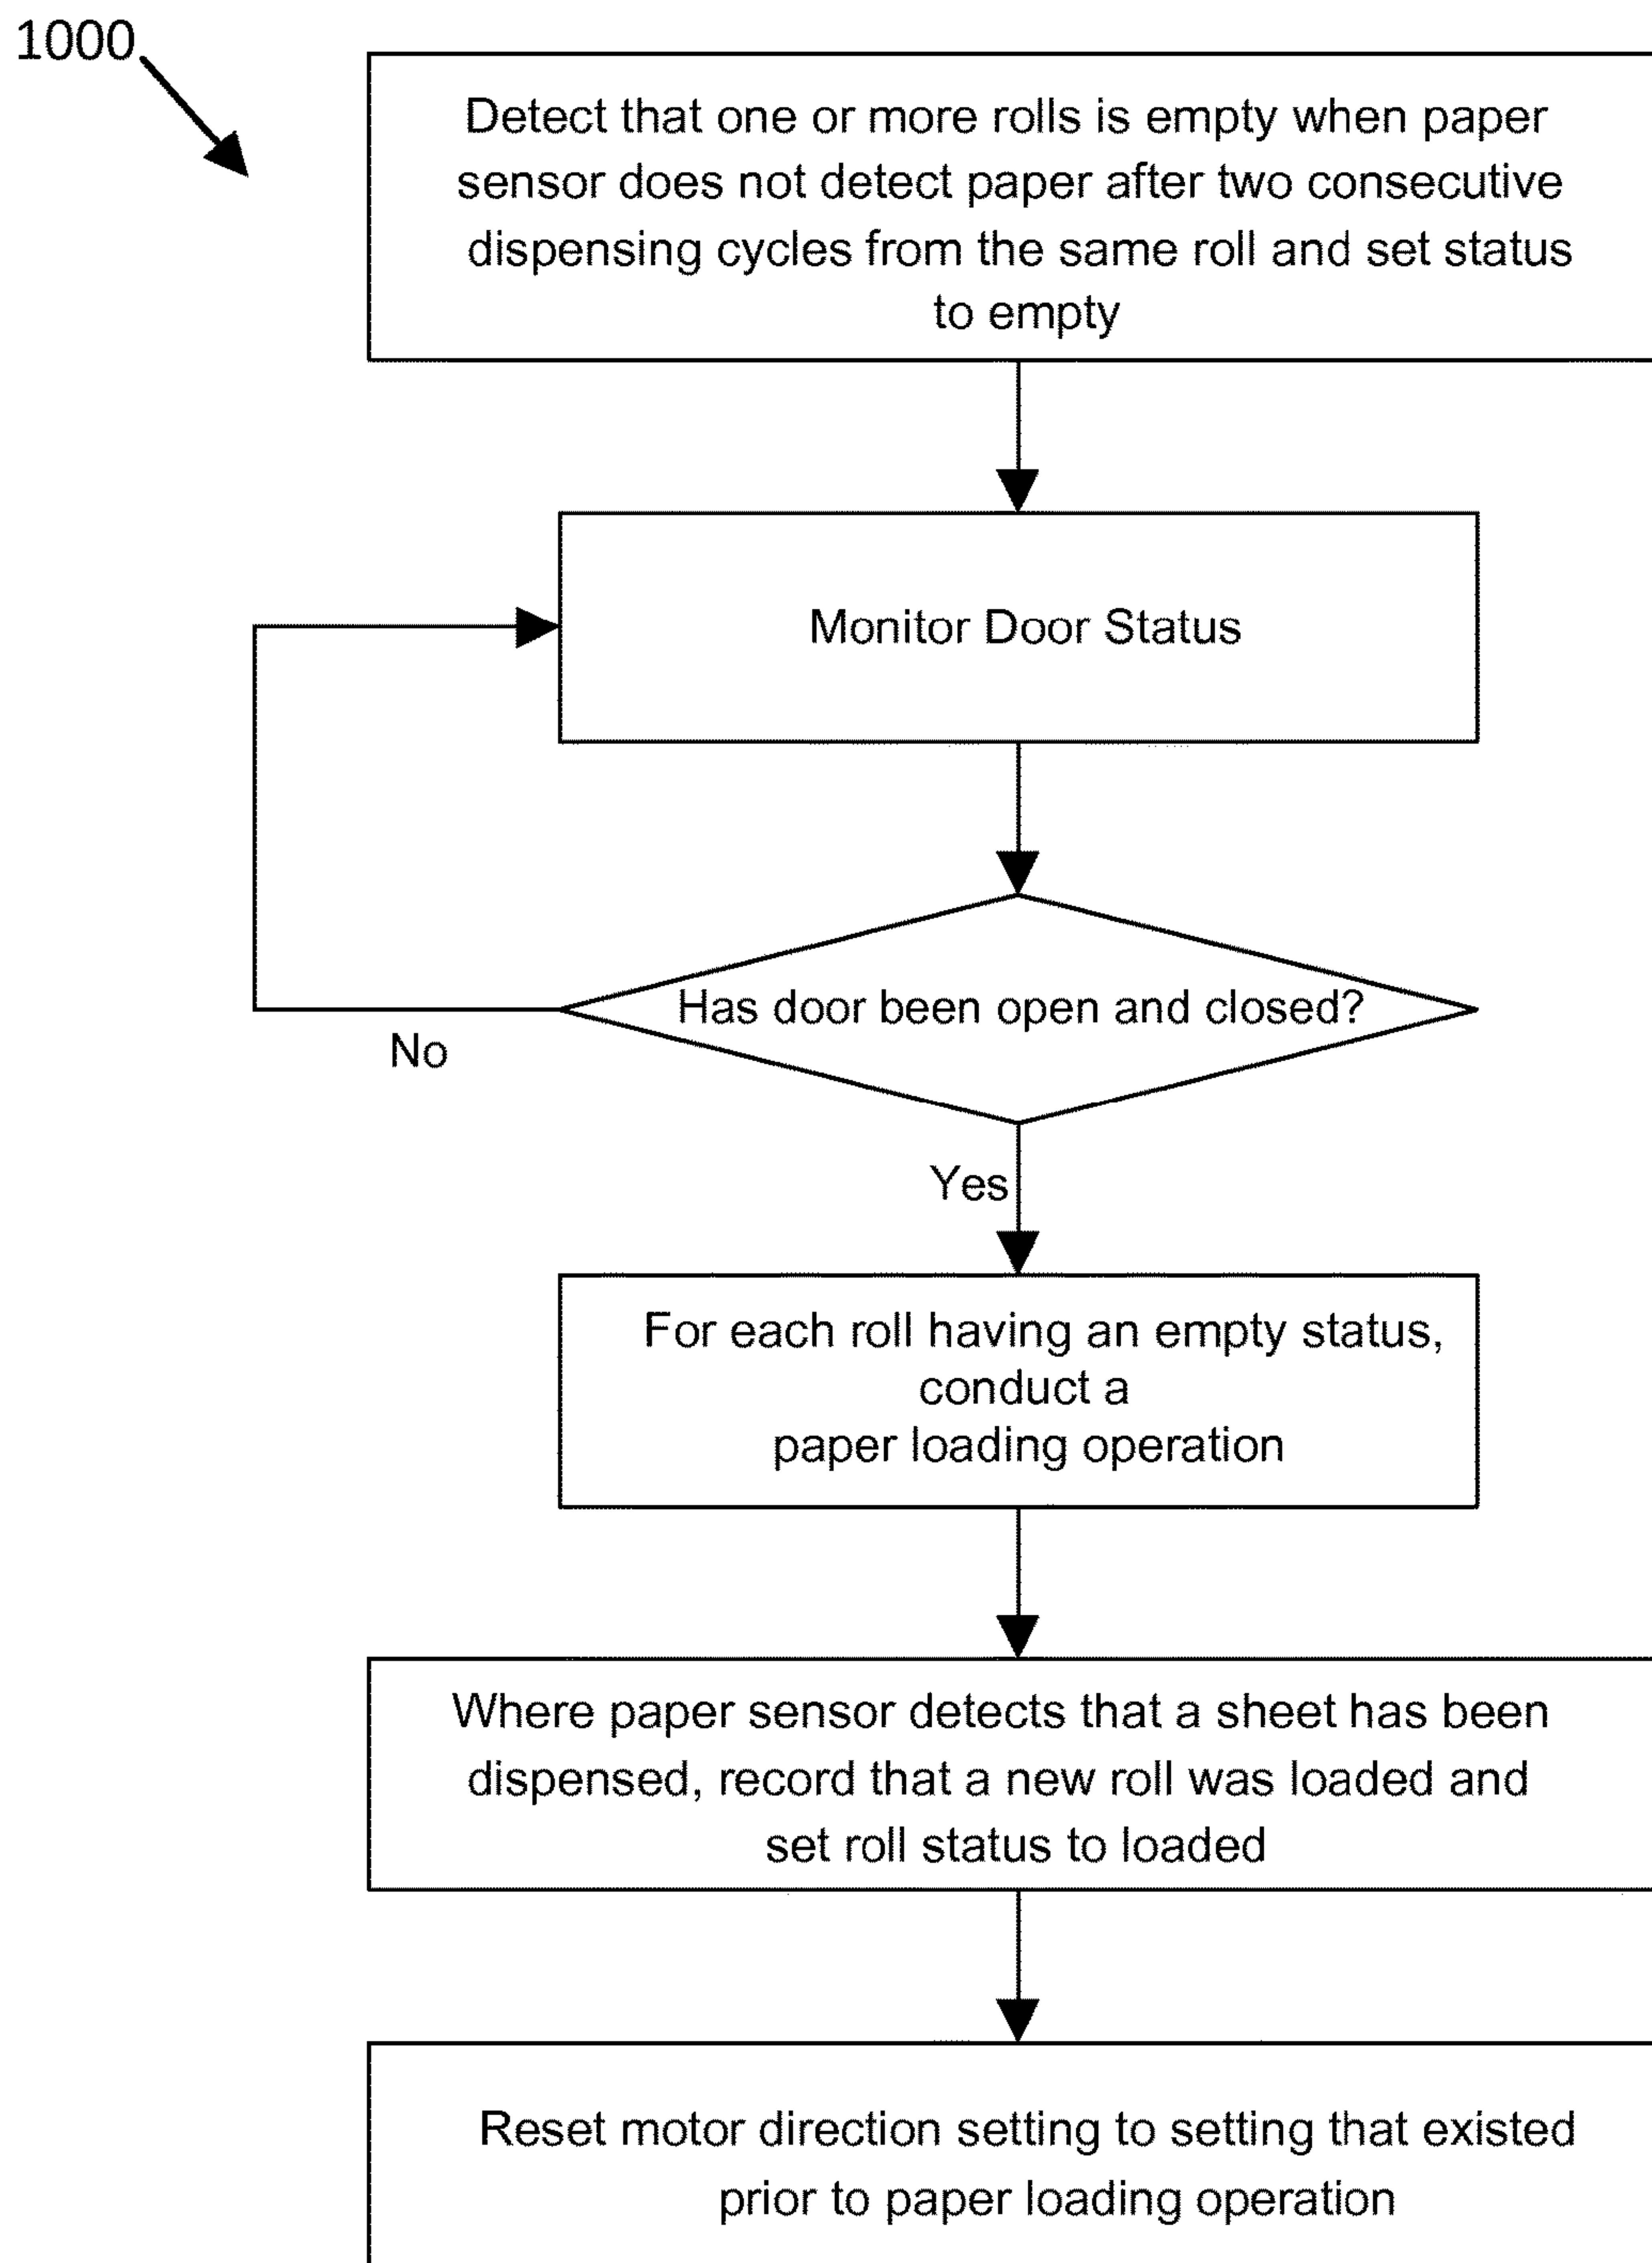 1000
Detect that one or more rolls is empty when paper
sensor does not detect paper after two consecutive
dispensing cycles from the same roll and set status
to empty
Monitor Door Status
Has door been open and closed?
No
Yes
For each roll having an empty status,
conduct a
paper loading operation
Where paper sensor detects that a sheet has been
dispensed, record that a new roll was loaded and
set roll status to loaded
Reset motor direction setting to setting that existed
prior to paper loading operation